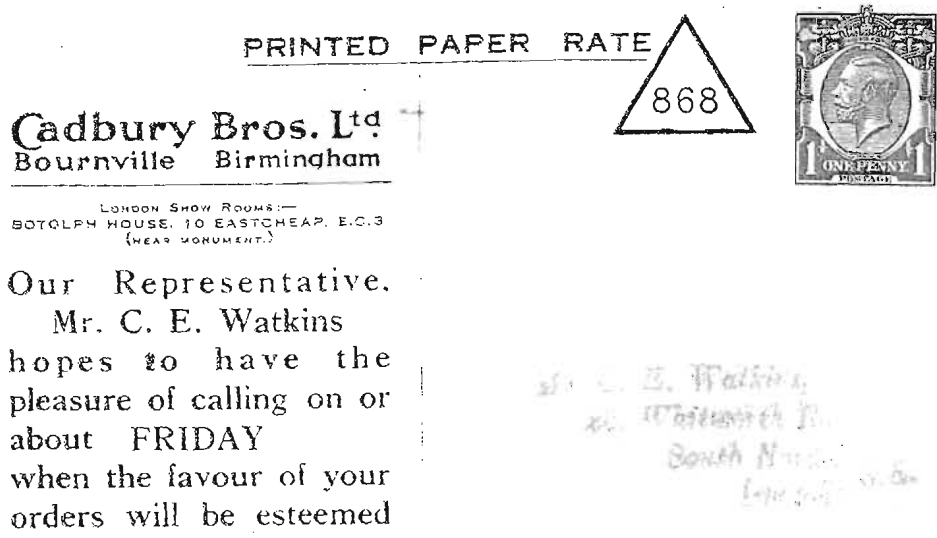 PRINTED PAPER RATE
868
1 ONE PENNY 1
POSTAGE
Cadbury Bros. Ltd.
Bournville Birmingham
LONDON SHOW ROOMS:—
BOTOLPH HOUSE, 10 EASTCHEAP, E.C.3
(NEAR MONUMENT.)
Our Representative.
Mr. C. E. Watkins
hopes to have the
pleasure of calling on or
about FRIDAY
when the favour of your
orders will be esteemed
C. E. Watkins,
South